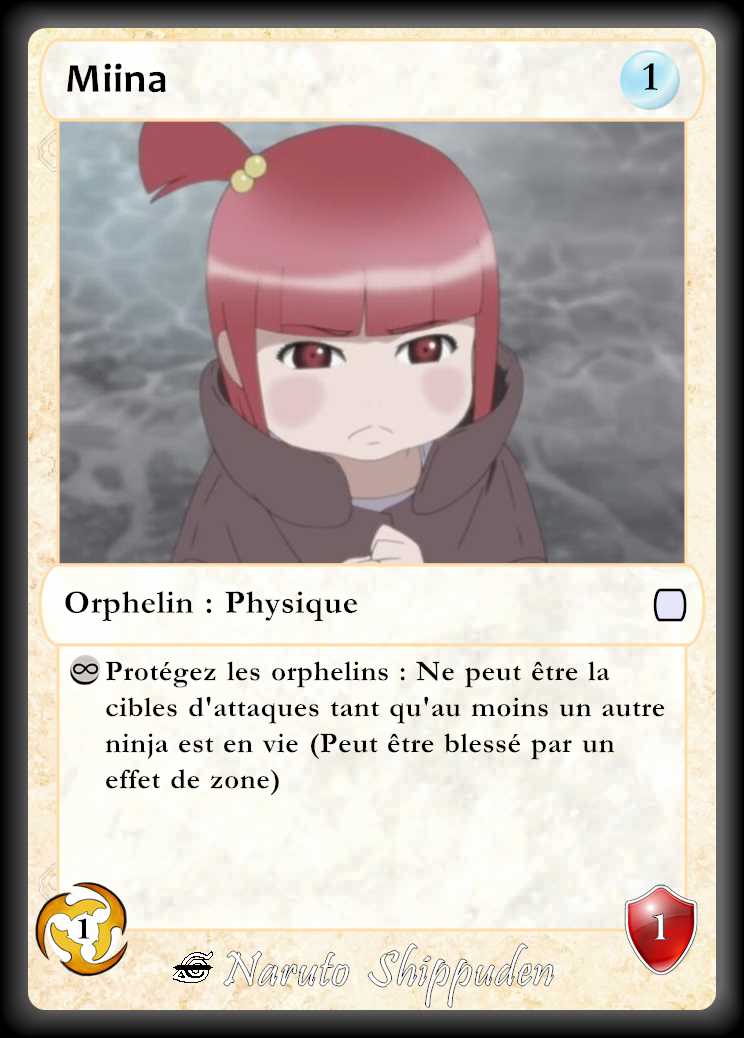 Miina
1
Orphelin : Physique
Protégez les orphelins : Ne peut être la
cibles d'attaques tant qu'au moins un autre
ninja est en vie (Peut être blessé par un
effet de zone)
1
1
Naruto Shippuden